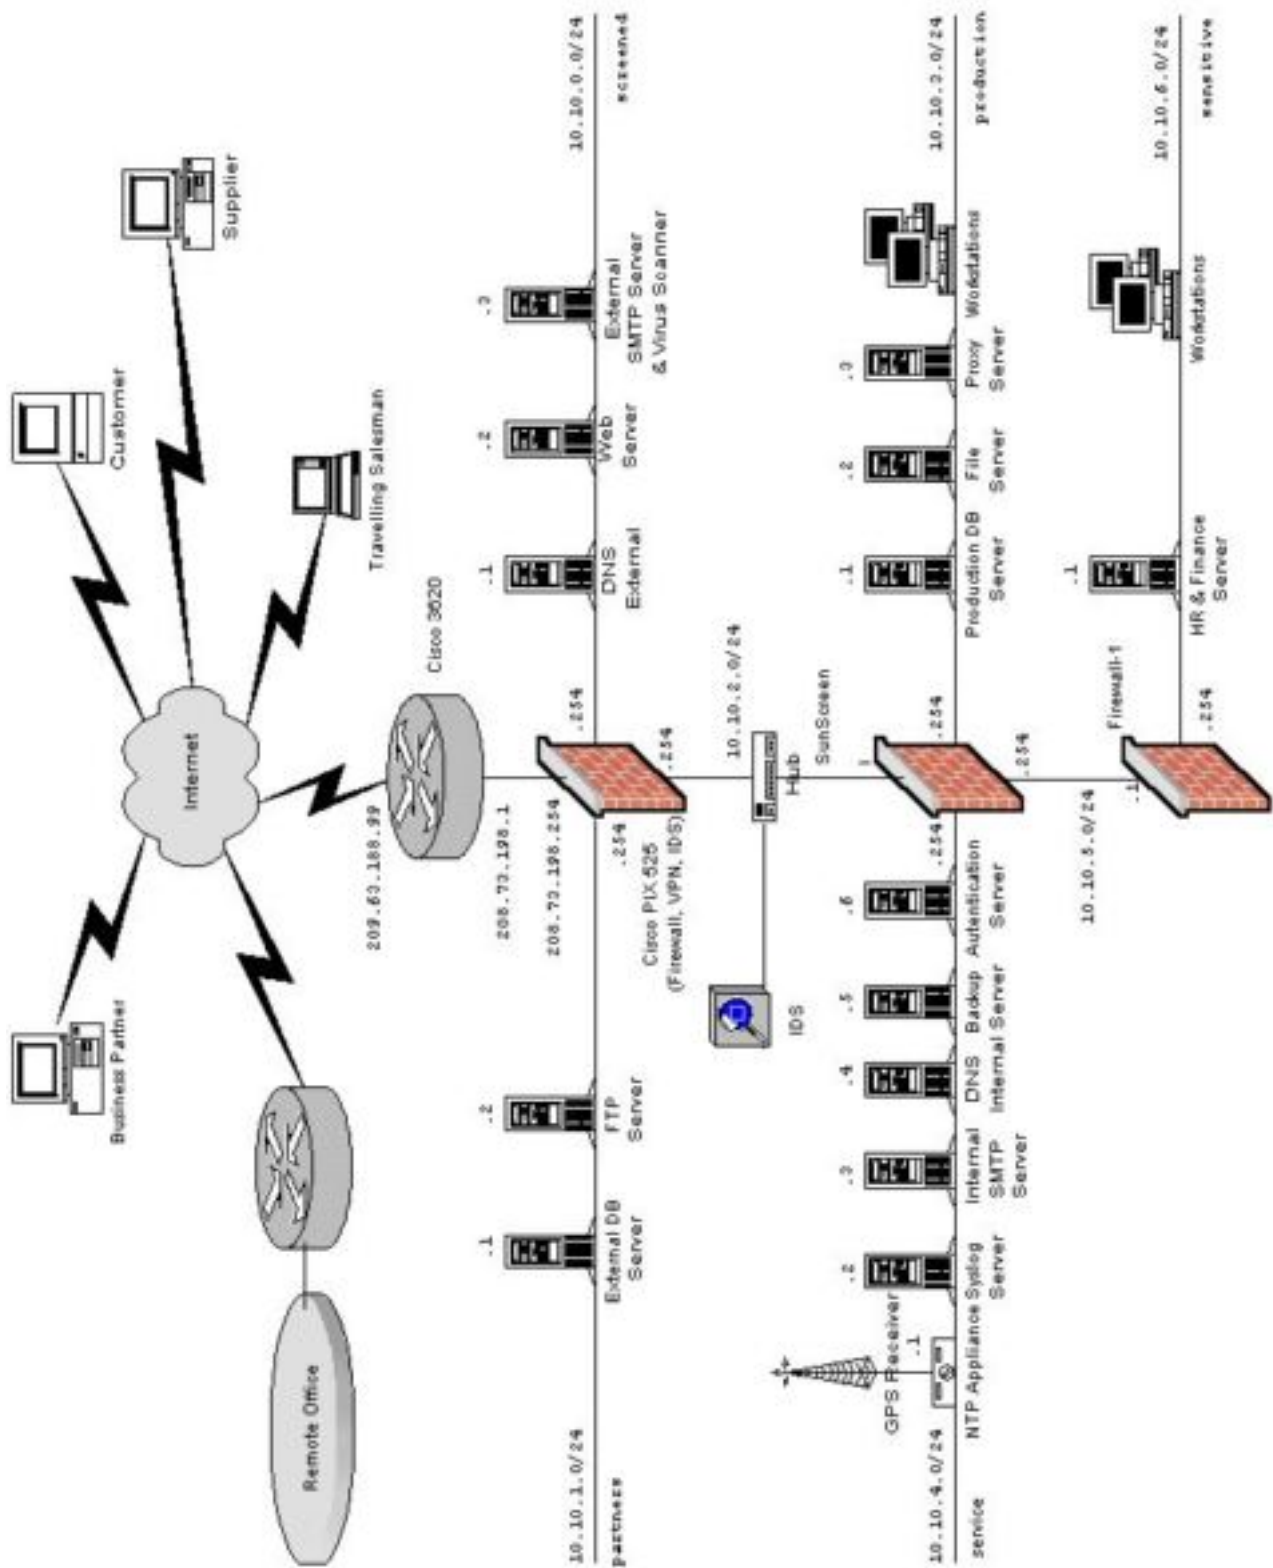 Business Partner
Customer
Supplier
Internet
Remote Office
Travelling Salesman
209.63.188.99
Cisco 3620
208.73.198.1
208.73.198.254
10.10.1.0/24
partners
.1
External DB
Server
.2
FTP
Server
.254
Cisco PIX 525
(Firewall, VPN, IDS)
.254
.254
.1
DNS
External
.2
Web
Server
.3
External
SMTP Server
& Virus Scanner
10.10.0.0/24
screened
IDS
10.10.2.0/24
Hub
SunScreen
1
GPS Receiver
10.10.4.0/24
service
.1
NTP Appliance
.2
Syslog
Server
.3
Internal
SMTP
Server
.4
DNS
Internal
.5
Backup
Server
.6
Autentication
Server
.254
.254
.254
.1
Production DB
Server
.2
File
Server
.3
Proxy
Server
Workstations
10.10.3.0/24
production
10.10.5.0/24
.1
Firewall-1
.254
.1
HR & Finance
Server
Workstations
10.10.6.0/24
sensitive